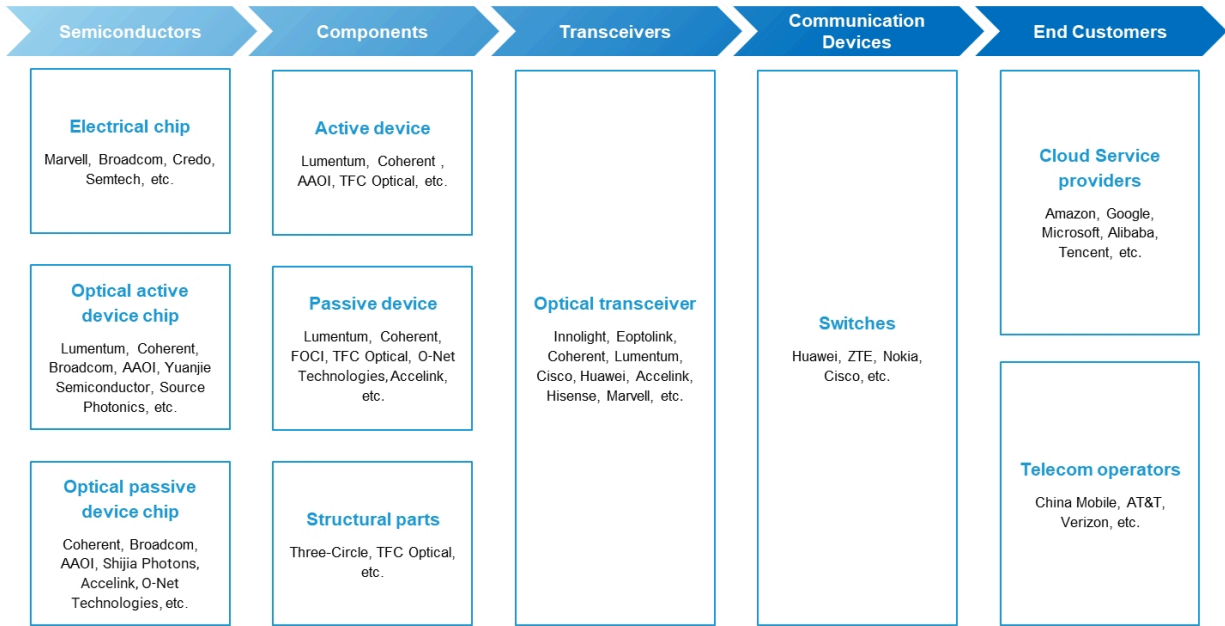 Semiconductors
Components
Transceivers
Communication
Devices
End Customers
Electrical chip
Marvell, Broadcom, Credo,
Semtech, etc.
Optical active
device chip
Lumentum, Coherent,
Broadcom, AAOI, Yuanjie
Semiconductor, Source
Photonics, etc.
Optical passive
device chip
Coherent, Broadcom,
AAOI, Shijia Photons,
Accelink, O-Net
Technologies, etc.
Active device
Lumentum, Coherent ,
AAOI, TFC Optical, etc.
Passive device
Lumentum, Coherent,
FOCI, TFC Optical, O-Net
Technologies, Accelink,
etc.
Structural parts
Three-Circle, TFC Optical,
etc.
Optical transceiver
Innolight, Eoptolink,
Coherent, Lumentum,
Cisco, Huawei, Accelink,
Hisense, Marvell, etc.
Switches
Huawei, ZTE, Nokia,
Cisco, etc.
Cloud Service
providers
Amazon, Google,
Microsoft, Alibaba,
Tencent, etc.
Telecom operators
China Mobile, AT&T,
Verizon, etc.